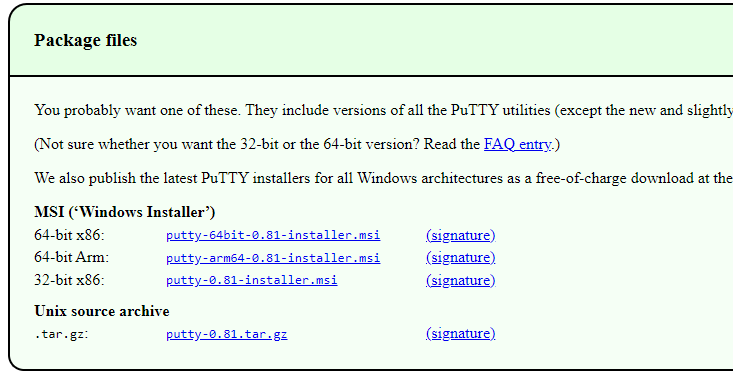 Package files
You probably want one of these. They include versions of all the PuTTY utilities (except the new and slightly
(Not sure whether you want the 32-bit or the 64-bit version? Read the FAQ entry.)
We also publish the latest PuTTY installers for all Windows architectures as a free-of-charge download at the
MSI (‘Windows Installer’)
64-bit x86: putty-64bit-0.81-installer.msi (signature)
64-bit Arm: putty-arm64-0.81-installer.msi (signature)
32-bit x86: putty-0.81-installer.msi (signature)
Unix source archive
.tar.gz: putty-0.81.tar.gz (signature)